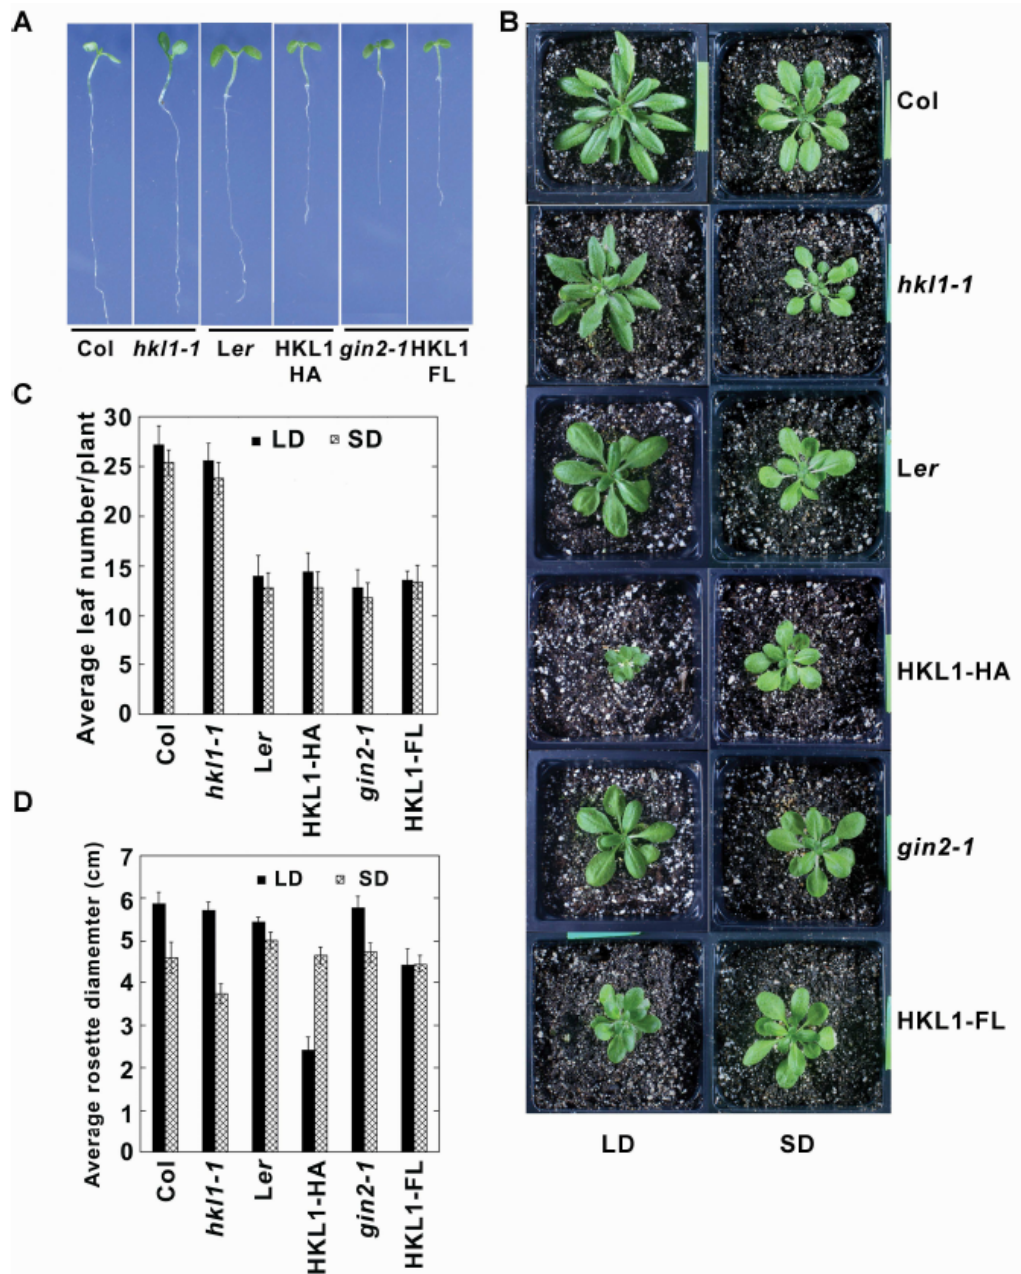 A
Col hkl1-1 Ler HKL1 gin2-1 HKL1
HA FL
B
Col
hkl1-1
Ler
HKL1-HA
gin2-1
HKL1-FL
LD SD
C
Average leaf number/plant
30
25
20
15
10
5
0
LD SD
Col hkl1-1 Ler HKL1-HA gin2-1 HKL1-FL
D
Average rosette diamemter (cm)
7
6
5
4
3
2
1
0
LD SD
Col hkl1-1 Ler HKL1-HA gin2-1 HKL1-FL